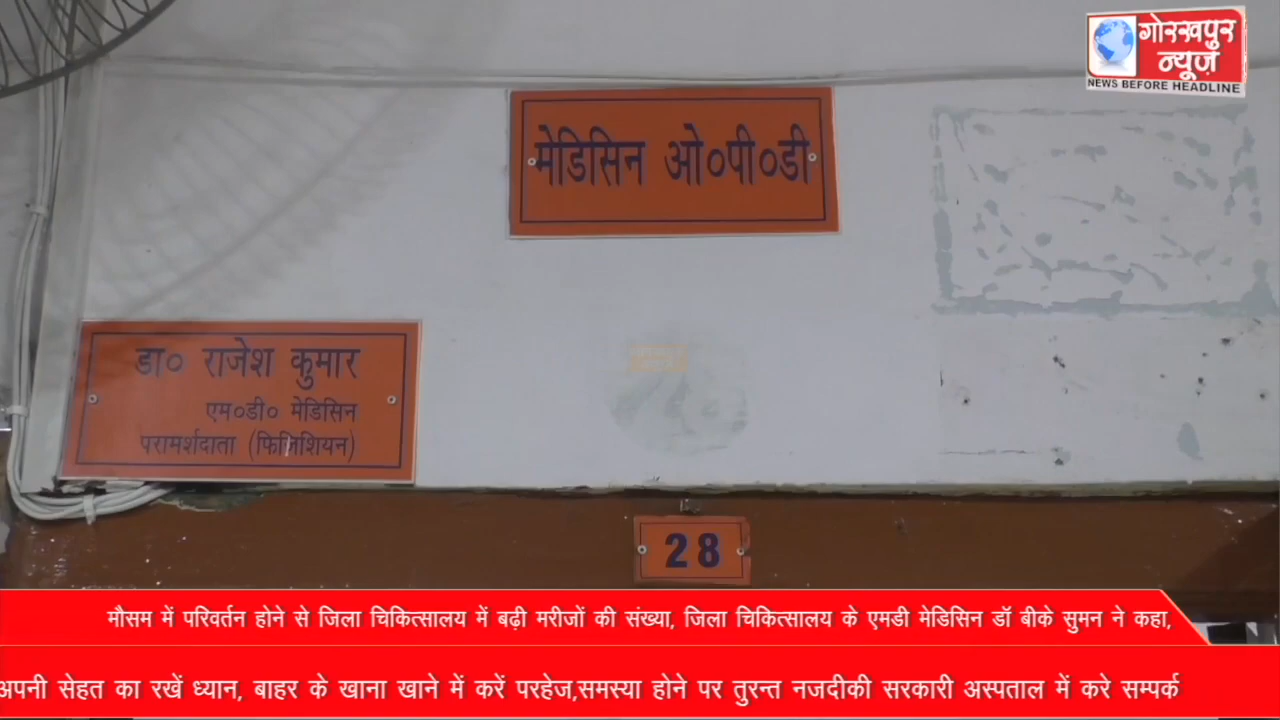 गोरखपुर
न्यूज़
NEWS BEFORE HEADLINE
मेडिसिन ओ०पी०डी
डा० राजेश कुमार
एम०डी० मेडिसिन
परामर्शदाता (फिजिशियन)
28
मौसम में परिवर्तन होने से जिला चिकित्सालय में बढ़ी मरीजों की संख्या, जिला चिकित्सालय के एमडी मेडिसिन डॉ बीके सुमन ने कहा,
अपनी सेहत का रखें ध्यान, बाहर के खाना खाने में करें परहेज,समस्या होने पर तुरन्त नजदीकी सरकारी अस्पताल में करे सम्पर्क